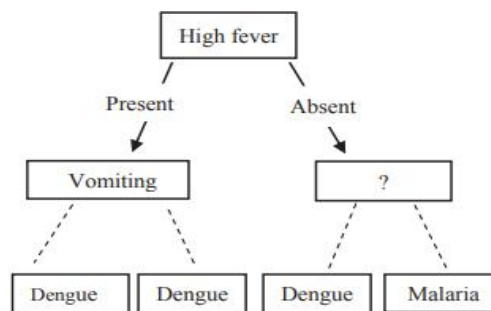 High fever
Present
Absent
Vomiting
?
Dengue
Dengue
Dengue
Malaria